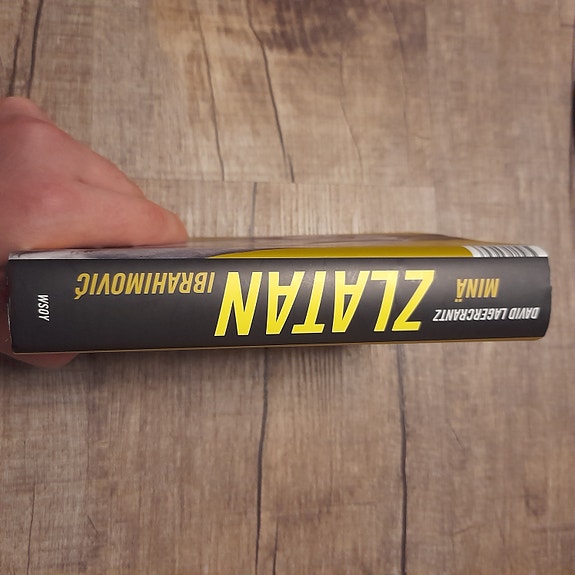 DAVID LAGERCRANTZ
MINÄ
ZLATAN
IBRAHIMOVIĆ
WSOY